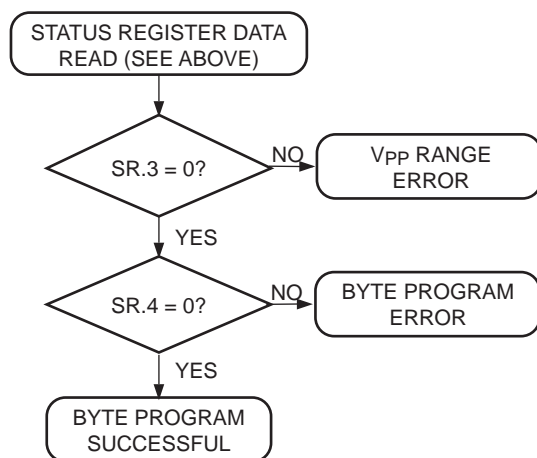 STATUS REGISTER DATA
READ (SEE ABOVE)
SR.3 = 0?
NO
VPP RANGE
ERROR
YES
SR.4 = 0?
NO
BYTE PROGRAM
ERROR
YES
BYTE PROGRAM
SUCCESSFUL